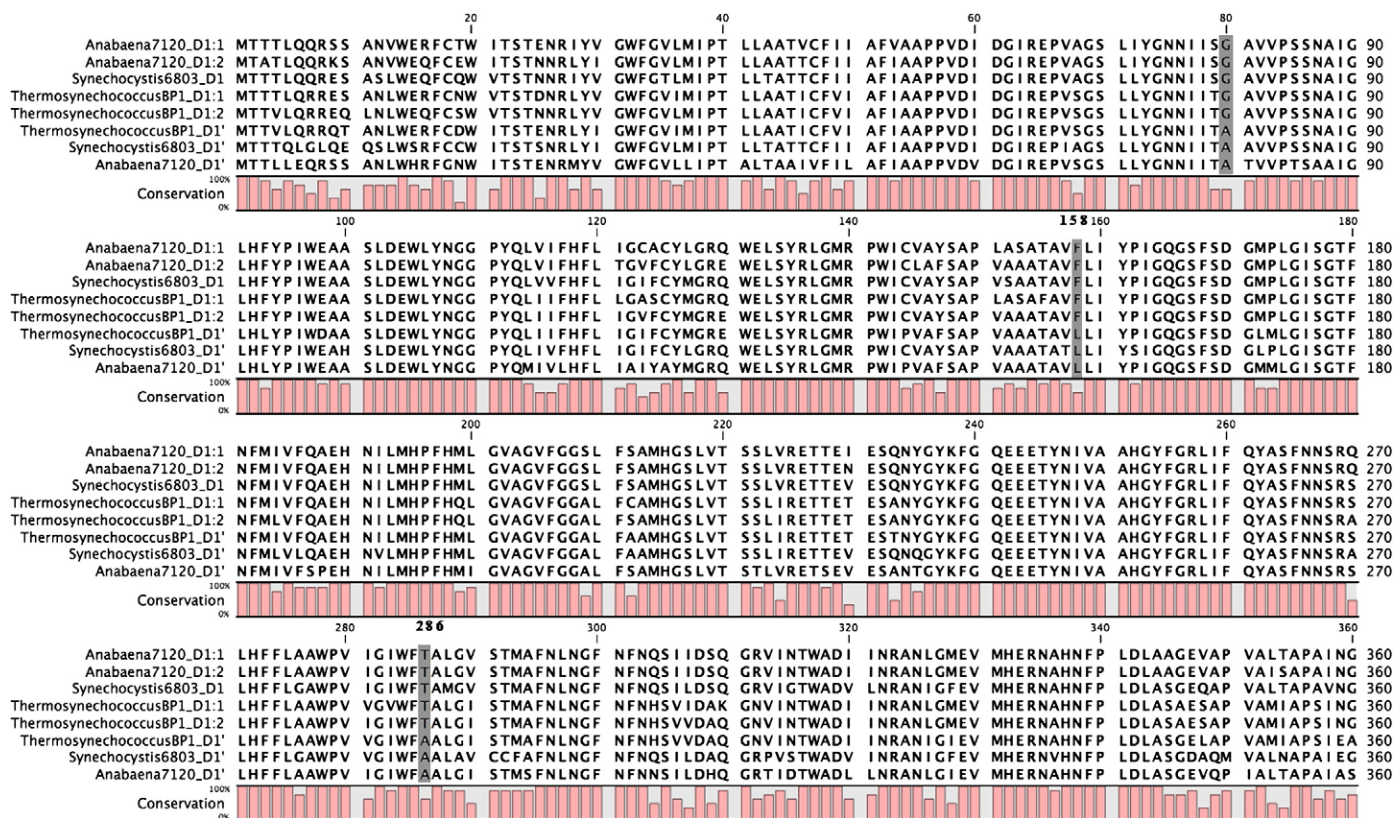 20 40 60 80
Anabaena7120_D1:1 MTTTLQQRSS ANVWERFCTW ITSTENRIYV GWFGVLMIPT LLAATVCFII AFVAAPPVDI DGIREPVAGS LIYGNNIISG AVVPSSNAIG 90
Anabaena7120_D1:2 MTATLQQRKS ANVWEQFCEW ITSTNNRLYI GWFGVLMIPT LLAATTCFII AFIAAPPVDI DGIREPVAGS LLYGNNIISG AVVPSSNAIG 90
Synechocystis6803_D1 MTTTLQQRES ASLWEQFCQW VTSTNNRIYV GWFGTLMIPT LLTATTCFII AFIAAPPVDI DGIREPVAGS LLYGNNIISG AVVPSSNAIG 90
ThermosynechococcusBP1_D1:1 MTTTLQRRES ANLWERFCNW VTSTDNRLYV GWFGVIMIPT LLAATICFVI AFIAAPPVDI DGIREPVSGS LLYGNNIITG AVVPSSNAIG 90
ThermosynechococcusBP1_D1:2 MTTVLQRREQ LNLWEQFCSW VTSTNNRLYV GWFGVIMIPT LLAATICFVI AFIAAPPVDI DGIREPVSGS LLYGNNIITG AVVPSSNAIG 90
ThermosynechococcusBP1_D1' MTTVLQRRQT ANLWERFCDW ITSTENRLYI GWFGVIMIPT LLAATICFVI AFIAAPPVDI DGIREPVSGS LLYGNNIITA AVVPSSNAIG 90
Synechocystis6803_D1' MTTTQLGLQE QSLWSRFCCW ITSTSNRLYI GWFGVLMIPT LLTATTCFII AFIAAPPVDI DGIREPIAGS LLYGNNIITA AVVPSSNAIG 90
Anabaena7120_D1' MTTLLEQRSS ANLWHRFGNW ITSTENRMYV GWFGVLLIPT ALTAAIVFIL AFIAAPPVDV DGIREPVSGS LLYGNNIITA TVVPTSAAIG 90
100%
Conservation
0%
100 120 140 158 160 180
Anabaena7120_D1:1 LHFYPIWEAA SLDEWLYNGG PYQLVIFHFL IGCACYLGRQ WELSYRLGMR PWICVAYSAP LASATAVFLI YPIGQGSFSD GMPLGISGTF 180
Anabaena7120_D1:2 LHFYPIWEAA SLDEWLYNGG PYQLVIFHFL TGVFCYLGRE WELSYRLGMR PWICLAFSAP VAAATAVFLI YPIGQGSFSD GMPLGISGTF 180
Synechocystis6803_D1 LHFYPIWEAA SLDEWLYNGG PYQLVVFHFL IGIFCYMGRQ WELSYRLGMR PWICVAYSAP VSAATAVFLI YPIGQGSFSD GMPLGISGTF 180
ThermosynechococcusBP1_D1:1 LHFYPIWEAA SLDEWLYNGG PYQLIIFHFL LGASCYMGRQ WELSYRLGMR PWICVAYSAP LASAFAVFLI YPIGQGSFSD GMPLGISGTF 180
ThermosynechococcusBP1_D1:2 LHFYPIWEAA SLDEWLYNGG PYQLIIFHFL IGVFCYMGRE WELSYRLGMR PWICVAYSAP VAAATAVFLI YPIGQGSFSD GMPLGISGTF 180
ThermosynechococcusBP1_D1' LHLYPIWDAA SLDEWLYNGG PYQLIIFHFL IGIFCYMGRE WELSYRLGMR PWIPVAFSAP VAAATAVFLI YPIGQGSFSD GLMLGISGTF 180
Synechocystis6803_D1' LHFYPIWEAH SLDEWLYNGG PYQLIVFHFL IGIFCYLGRQ WELSYRLGMR PWICVAFSAP VAAATATLLI YSIGQGSFSD GLPLGISGTF 180
Anabaena7120_D1' LHLYPIWEAA SLDEWLYNGG PYQMIVLHFL IAIYAYMGRQ WELSYRLGMR PWIPVAFSAP VAAATAVLLI YPIGQGSFSD GMMLGISGTF 180
100%
Conservation
0%
200 220 240 260
Anabaena7120_D1:1 NFMIVFQAEH NILMHPFHML GVAGVFGGSL FSAMHGSLVT SSLVRETTEI ESQNYGYKFG QEEETYNIVA AHGYFGRLIF QYASFNNSRQ 270
Anabaena7120_D1:2 NFMIVFQAEH NILMHPFHML GVAGVFGGSL FSAMHGSLVT SSLVRETTEN ESQNYGYKFG QEEETYNIVA AHGYFGRLIF QYASFNNSRQ 270
Synechocystis6803_D1 NFMIVFQAEH NILMHPFHML GVAGVFGGSL FSAMHGSLVT SSLVRETTEV ESQNYGYKFG QEEETYNIVA AHGYFGRLIF QYASFNNSRS 270
ThermosynechococcusBP1_D1:1 NFMIVFQAEH NILMHPFHQL GVAGVFGGAL FCAMHGSLVT SSLIRETTET ESANYGYKFG QEEETYNIVA AHGYFGRLIF QYASFNNSRS 270
ThermosynechococcusBP1_D1:2 NFMLVFQAEH NILMHPFHQL GVAGVFGGAL FSAMHGSLVT SSLIRETTET ESANYGYKFG QEEETYNIVA AHGYFGRLIF QYASFNNSRA 270
ThermosynechococcusBP1_D1' NFMIVFQAEH NILMHPFHML GVAGVFGGAL FAAMHGSLVT SSLIRETTEV ESTNYGYKFG QEEETYNIVA AHGYFGRLIF QYASFNNSRS 270
Synechocystis6803_D1' NFMLVLQAEH NVLMHPFHML GVAGVFGGAL FAAMHGSLVT SSLIRETTEV ESQNQGYKFG QEEETYNIVA AHGYFGRLIF QYASFNNSRA 270
Anabaena7120_D1' NFMIVFSPEH NILMHPFHMI GVAGVFGGAL FSAMHGSLVT STLVRETSEV ESANTGYKFG QEEETYNIVA AHGYFGRLIF QYASFNNSRS 270
100%
Conservation
0%
280 286 300 320 340 360
Anabaena7120_D1:1 LHFFLAAWPV IGIWFTALGV STMAFNLNGF NFNQSIIDSQ GRVINTWADI INRANLGMEV MHERNAHNFP LDLAAGEVAP VALTAPAING 360
Anabaena7120_D1:2 LHFFLAAWPV IGIWFTALGV STMAFNLNGF NFNQSIIDSQ GRVINTWADI INRANLGMEV MHERNAHNFP LDLAAGEVAP VAISAPAING 360
Synechocystis6803_D1 LHFFLGAWPV IGIWFTAMGV STMAFNLNGF NFNQSILDSQ GRVIGTWADV LNRANIGFEV MHERNAHNFP LDLASGEQAP VALTAPAVNG 360
ThermosynechococcusBP1_D1:1 LHFFLAAWPV VGVWFTALGI STMAFNLNGF NFNHSVIDAK GNVINTWADI INRANLGMEV MHERNAHNFP LDLASAESAP VAMIAPSING 360
ThermosynechococcusBP1_D1:2 LHFFLAAWPV IGIWFTALGI STMAFNLNGF NFNHSVVDAQ GNVINTWADI INRANLGMEV MHERNAHNFP LDLASAESAP VAMIAPSING 360
ThermosynechococcusBP1_D1' LHFFLAAWPV VGIWFAALGI STMAFNLNGF NFNHSVVDAQ GNVINTWADI INRANIGIEV MHERNAHNFP LDLASGELAP VAMIAPSIEA 360
Synechocystis6803_D1' LHFFLGAWPV IGIWFAALAV CCFAFNLNGF NFNQSILDAQ GRPVSTWADV INRANIGFEV MHERNVHNFP LDLASGDAQM VALNAPAIEG 360
Anabaena7120_D1' LHFFLAAWPV IGIWFAALGI STMSFNLNGF NFNNSILDHQ GRTIDTWADL LNRANLGIEV MHERNAHNFP LDLASGEVQP IALTAPAIAS 360
100%
Conservation
0%